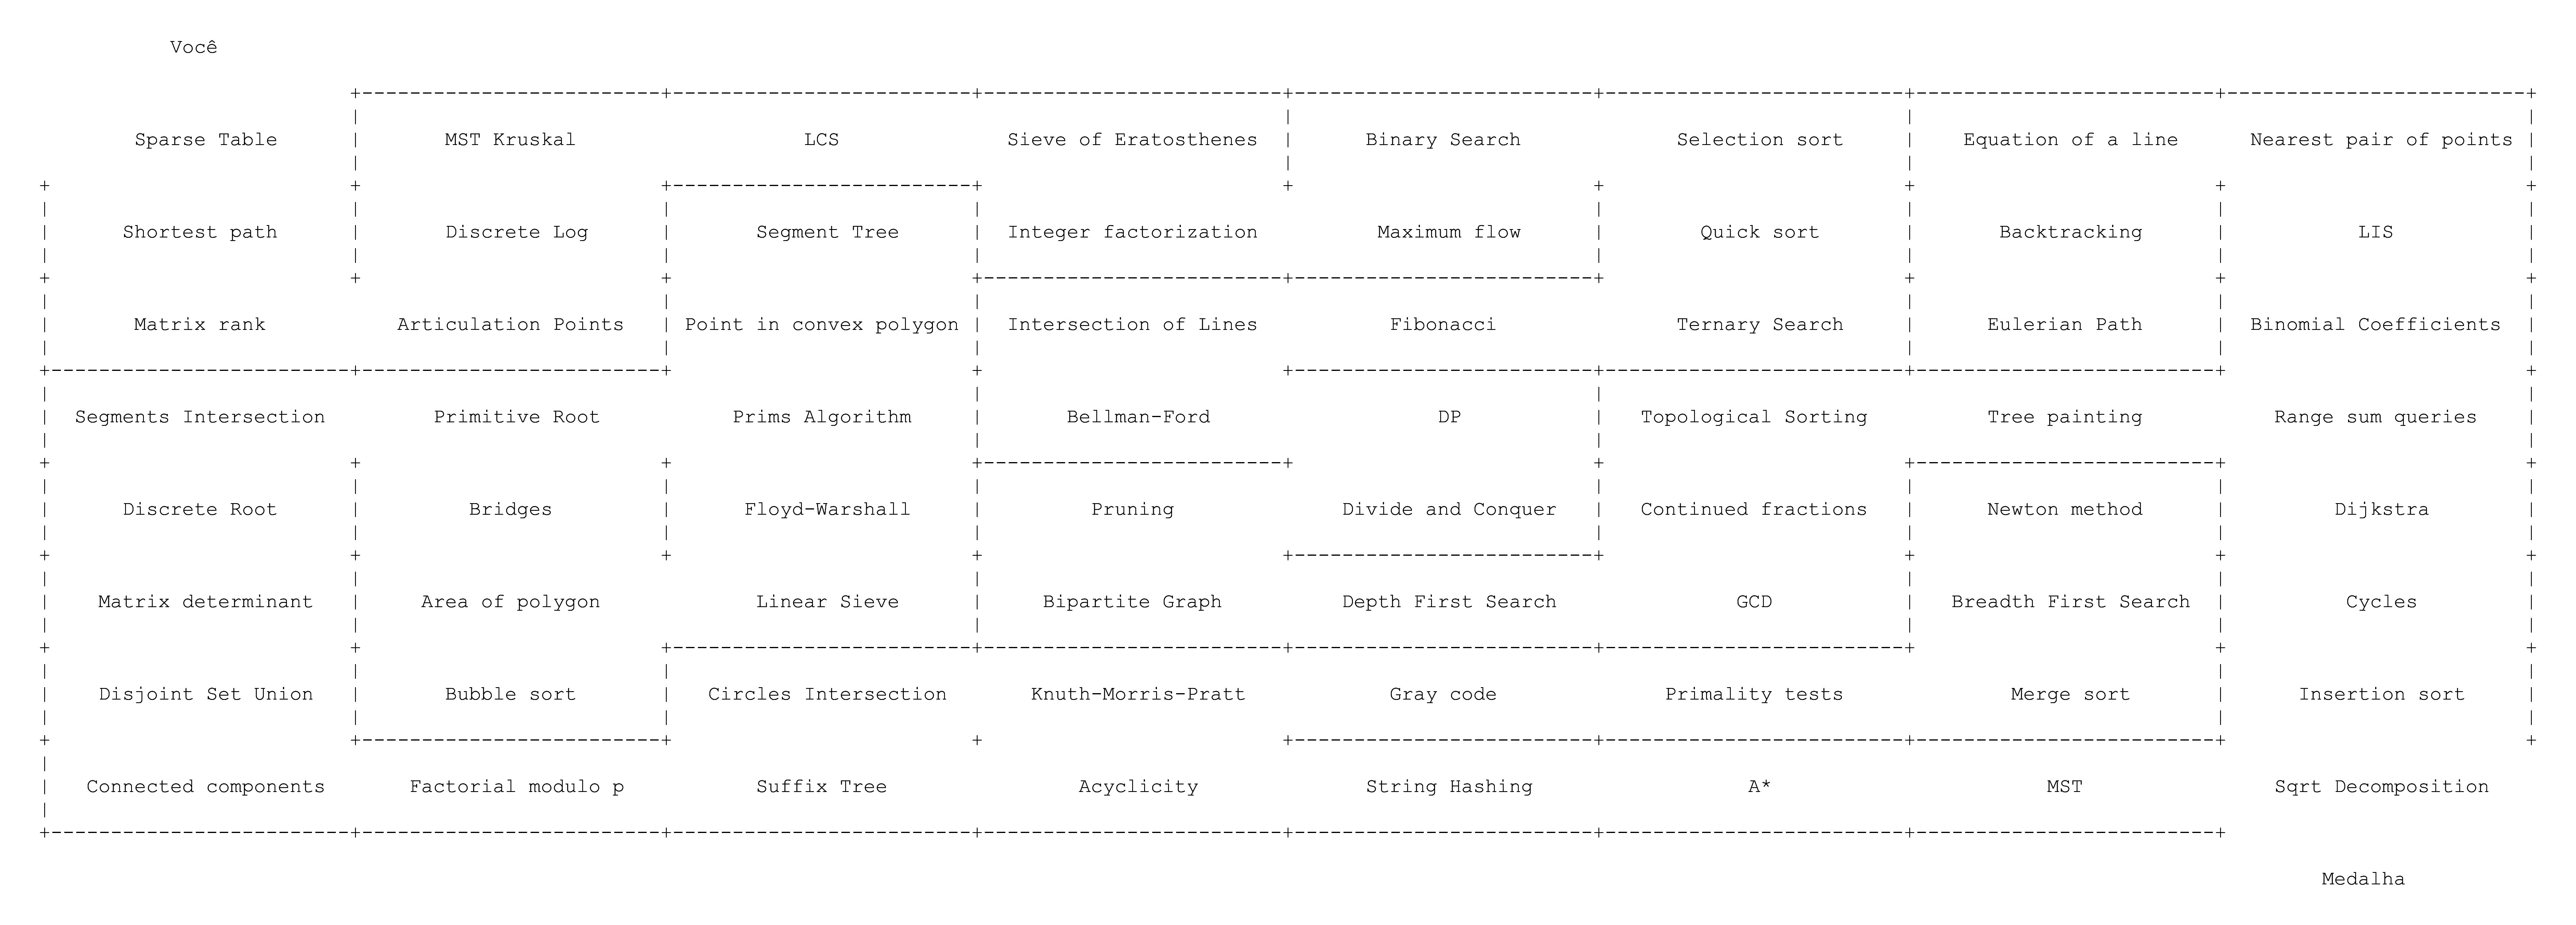 Você
Sparse Table MST Kruskal LCS Sieve of Eratosthenes Binary Search Selection sort Equation of a line Nearest pair of points
Shortest path Discrete Log Segment Tree Integer factorization Maximum flow Quick sort Backtracking LIS
Matrix rank Articulation Points Point in convex polygon Intersection of Lines Fibonacci Ternary Search Eulerian Path Binomial Coefficients
Segments Intersection Primitive Root Prims Algorithm Bellman-Ford DP Topological Sorting Tree painting Range sum queries
Discrete Root Bridges Floyd-Warshall Pruning Divide and Conquer Continued fractions Newton method Dijkstra
Matrix determinant Area of polygon Linear Sieve Bipartite Graph Depth First Search GCD Breadth First Search Cycles
Disjoint Set Union Bubble sort Circles Intersection Knuth-Morris-Pratt Gray code Primality tests Merge sort Insertion sort
Connected components Factorial modulo p Suffix Tree Acyclicity String Hashing A* MST Sqrt Decomposition
Medalha